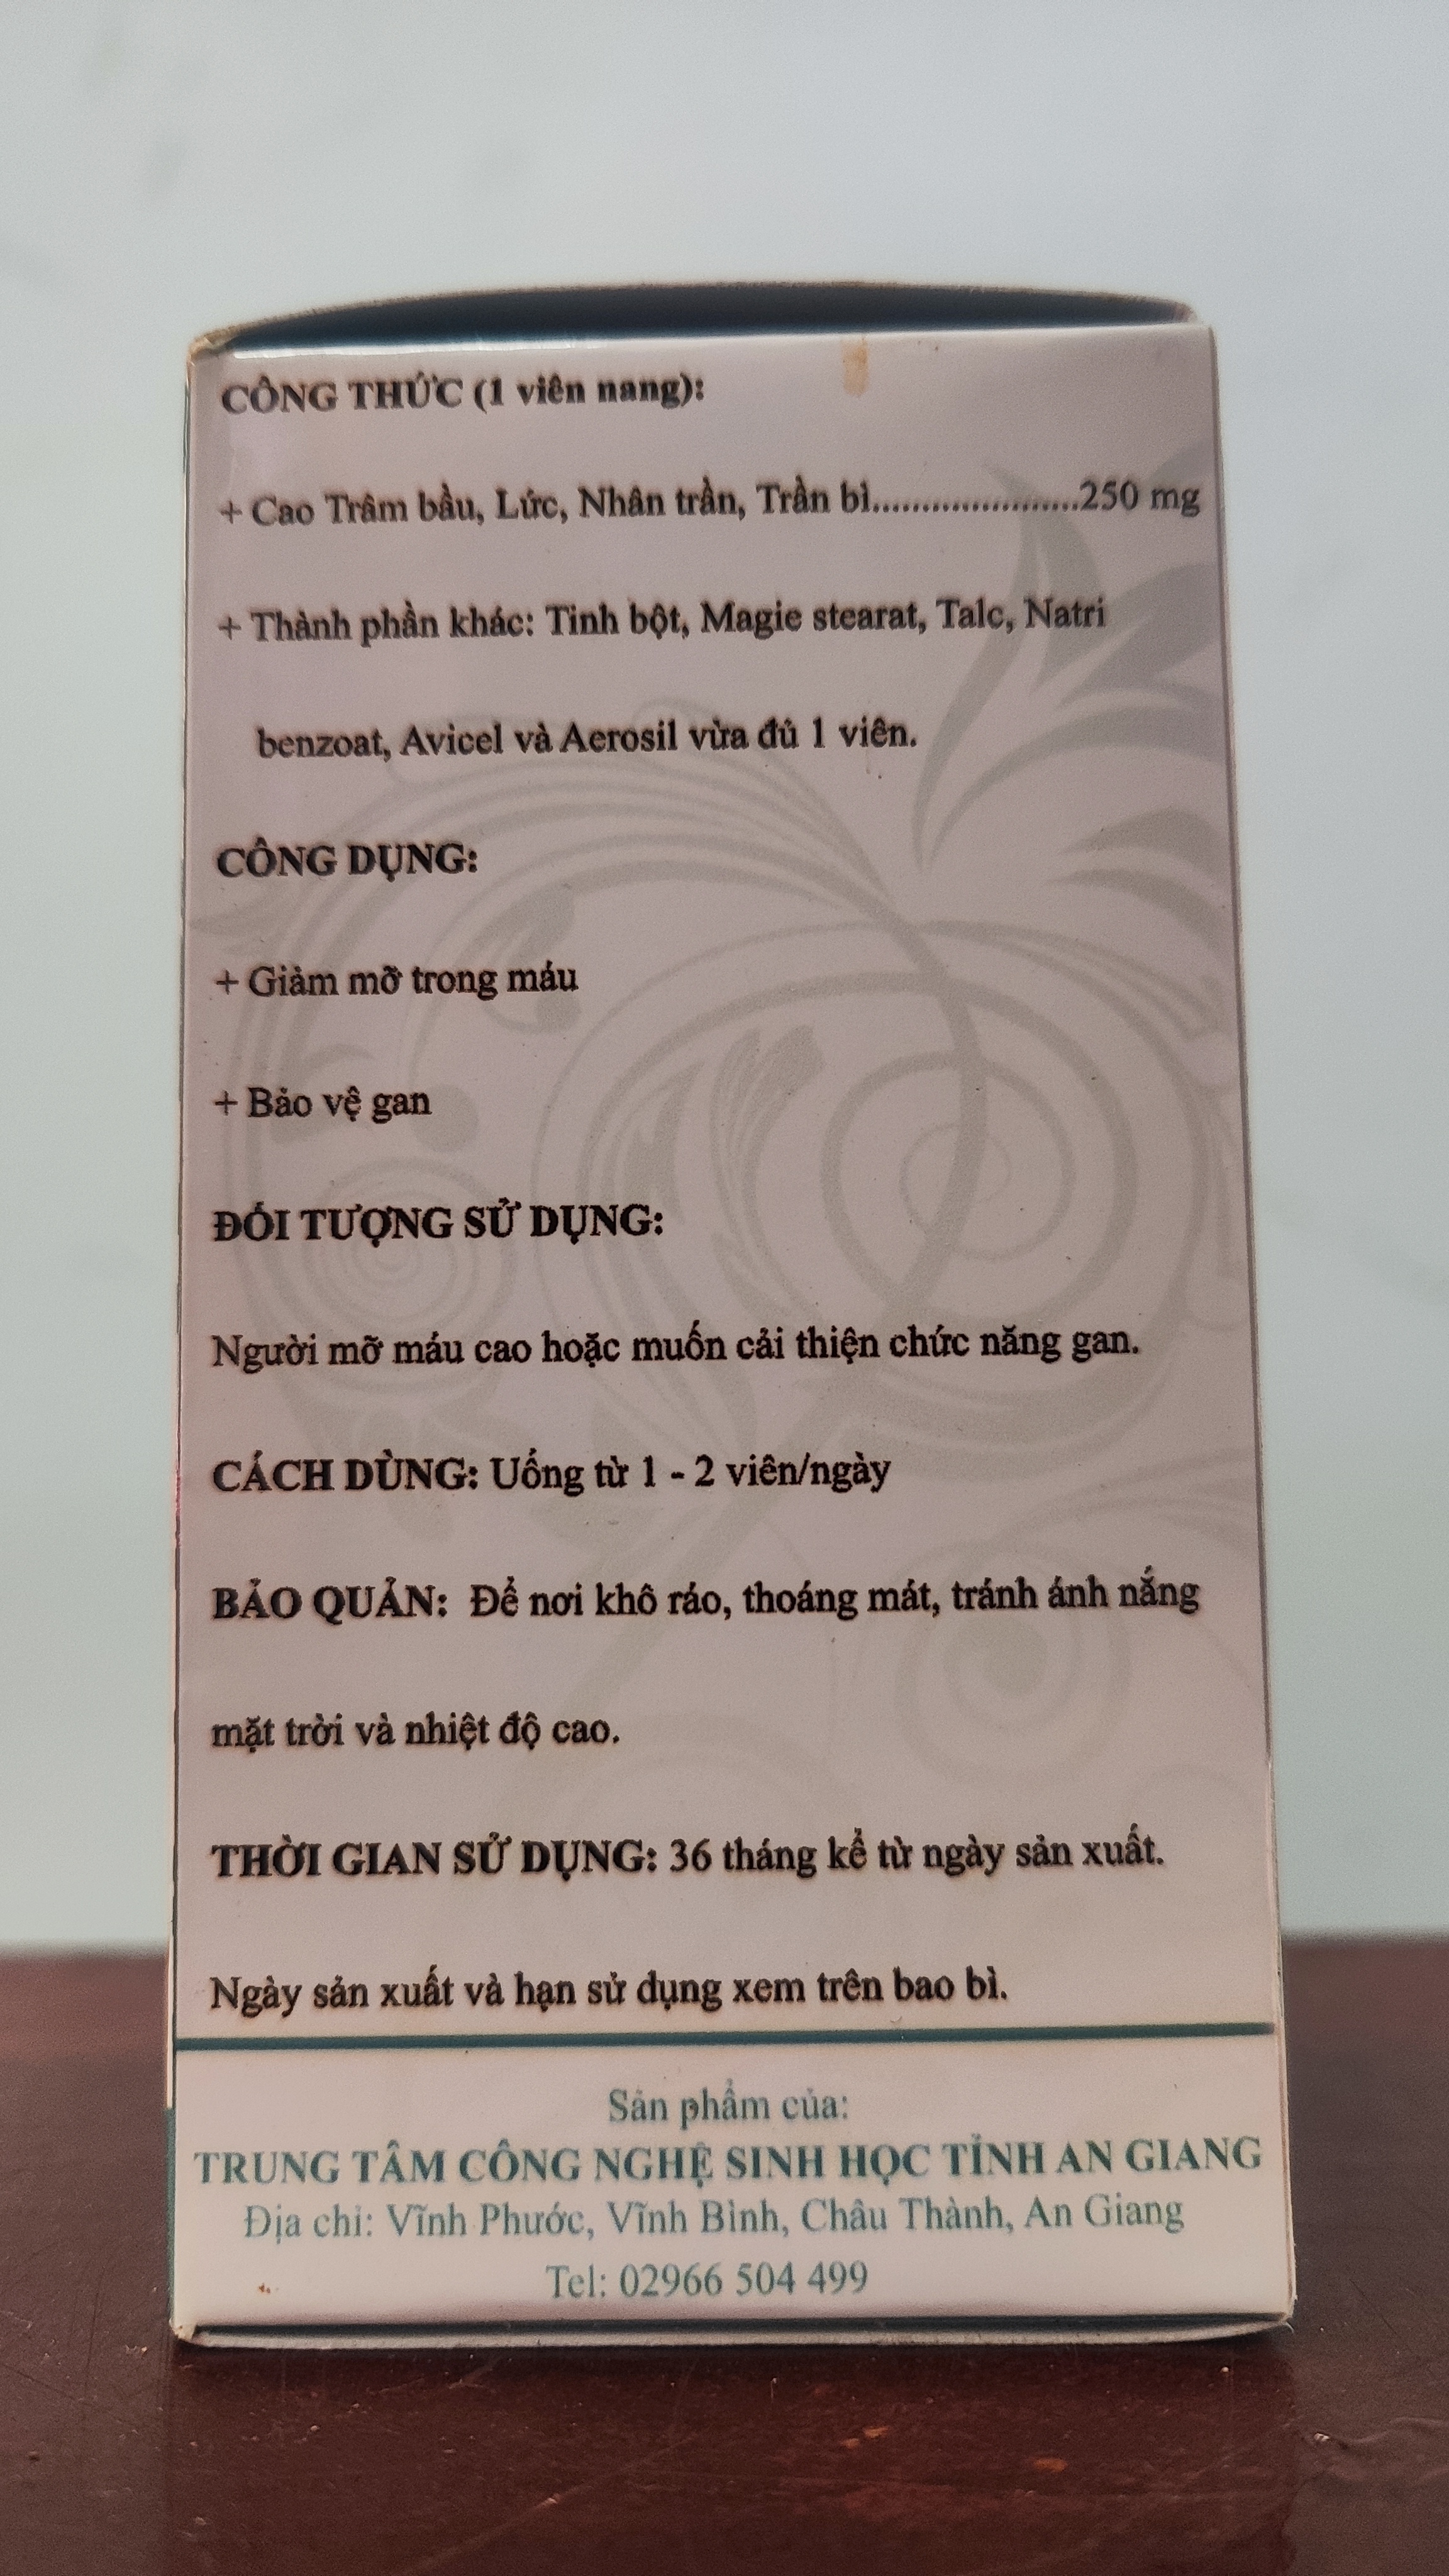 CÔNG THỨC (1 viên nang):
+ Cao Trâm bầu, Lức, Nhân trần, Trần bì......................250 mg
+ Thành phần khác: Tinh bột, Magie stearat, Talc, Natri
benzoat, Avicel và Aerosil vừa đủ 1 viên.
CÔNG DỤNG:
+ Giảm mỡ trong máu
+ Bảo vệ gan
ĐỐI TƯỢNG SỬ DỤNG:
Người mỡ máu cao hoặc muốn cải thiện chức năng gan.
CÁCH DÙNG: Uống từ 1 - 2 viên/ngày
BẢO QUẢN: Để nơi khô ráo, thoáng mát, tránh ánh nắng
mặt trời và nhiệt độ cao.
THỜI GIAN SỬ DỤNG: 36 tháng kể từ ngày sản xuất.
Ngày sản xuất và hạn sử dụng xem trên bao bì.
Sản phẩm của:
TRUNG TÂM CÔNG NGHỆ SINH HỌC TỈNH AN GIANG
Địa chỉ: Vĩnh Phước, Vĩnh Bình, Châu Thành, An Giang
Tel: 02966 504 499